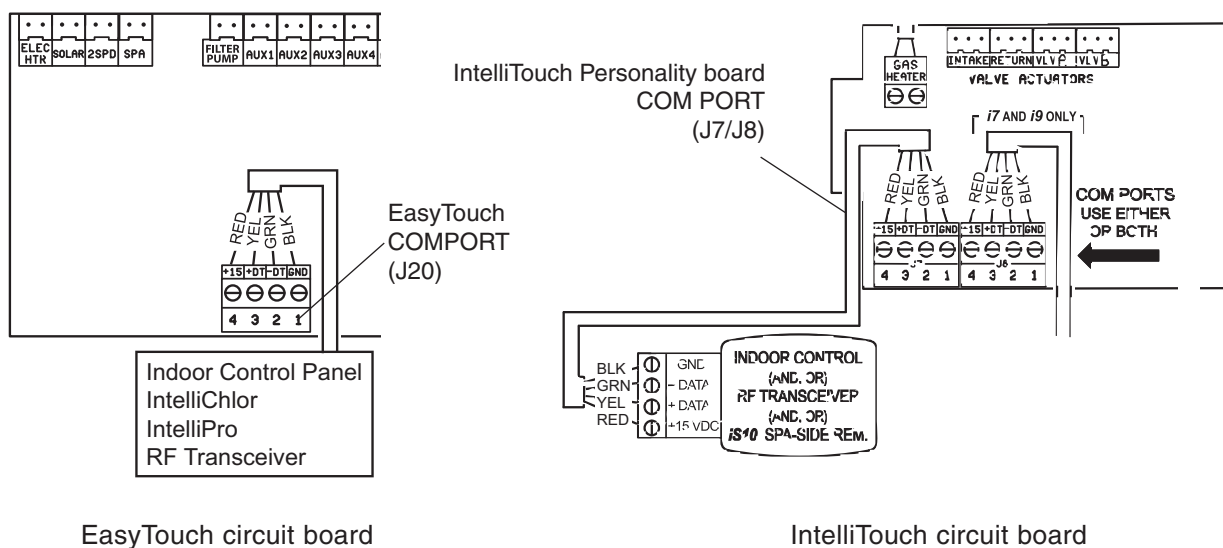 ELEC HTR
SOLAR
2SPD
SPA
FILTER PUMP
AUX1
AUX2
AUX3
AUX4
RED
YEL
GRN
BLK
+15
+DT
-DT
GND
4 3 2 1
EasyTouch
COMPORT
(J20)
Indoor Control Panel
IntelliChlor
IntelliPro
RF Transceiver
EasyTouch circuit board
IntelliTouch Personality board
COM PORT
(J7/J8)
GAS
HEATER
INTAKE
RETURN
VLV A
VLV B
VALVE ACTUATORS
i7 AND i9 ONLY
RED
YEL
GRN
BLK
RED
YEL
GRN
BLK
+15
+DT
-DT
GND
+15
+DT
-DT
GND
J7
J8
4 3 2 1
4 3 2 1
COM PORTS
USE EITHER
OR BOTH
BLK
GRN
YEL
RED
GND
- DATA
+ DATA
+15 VDC
INDOOR CONTROL
(AND, OR)
RF TRANSCEIVER
(AND, OR)
iS10 SPA-SIDE REM.
IntelliTouch circuit board